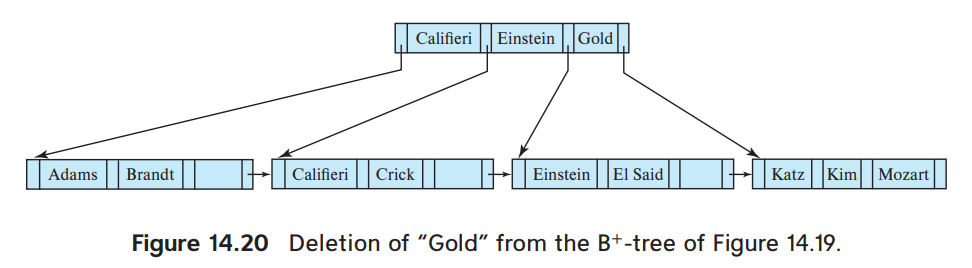 Califieri Einstein Gold
Adams Brandt Califieri Crick Einstein El Said Katz Kim Mozart
Figure 14.20 Deletion of “Gold” from the B+-tree of Figure 14.19.